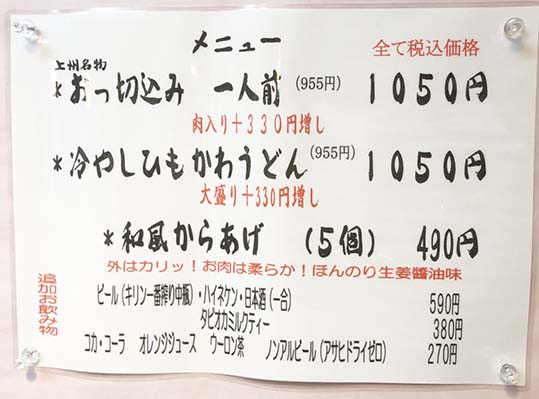 メニュー
全て税込価格
上州名物
*おっ切込み 一人前 (955円) 1050円
肉入り+330円増し
*冷やしひもかわうどん (955円) 1050円
大盛り+330円増し
*和風からあげ (5個) 490円
外はカリッ！お肉は柔らか！ほんのり生姜醬油味
追加お飲み物
ビール(キリン一番搾り中瓶)・ハイネケン・日本酒(一合) 590円
タピオカミルクティー 380円
コカ・コーラ オレンジジュース ウーロン茶 ノンアルビール(アサヒドライゼロ) 270円